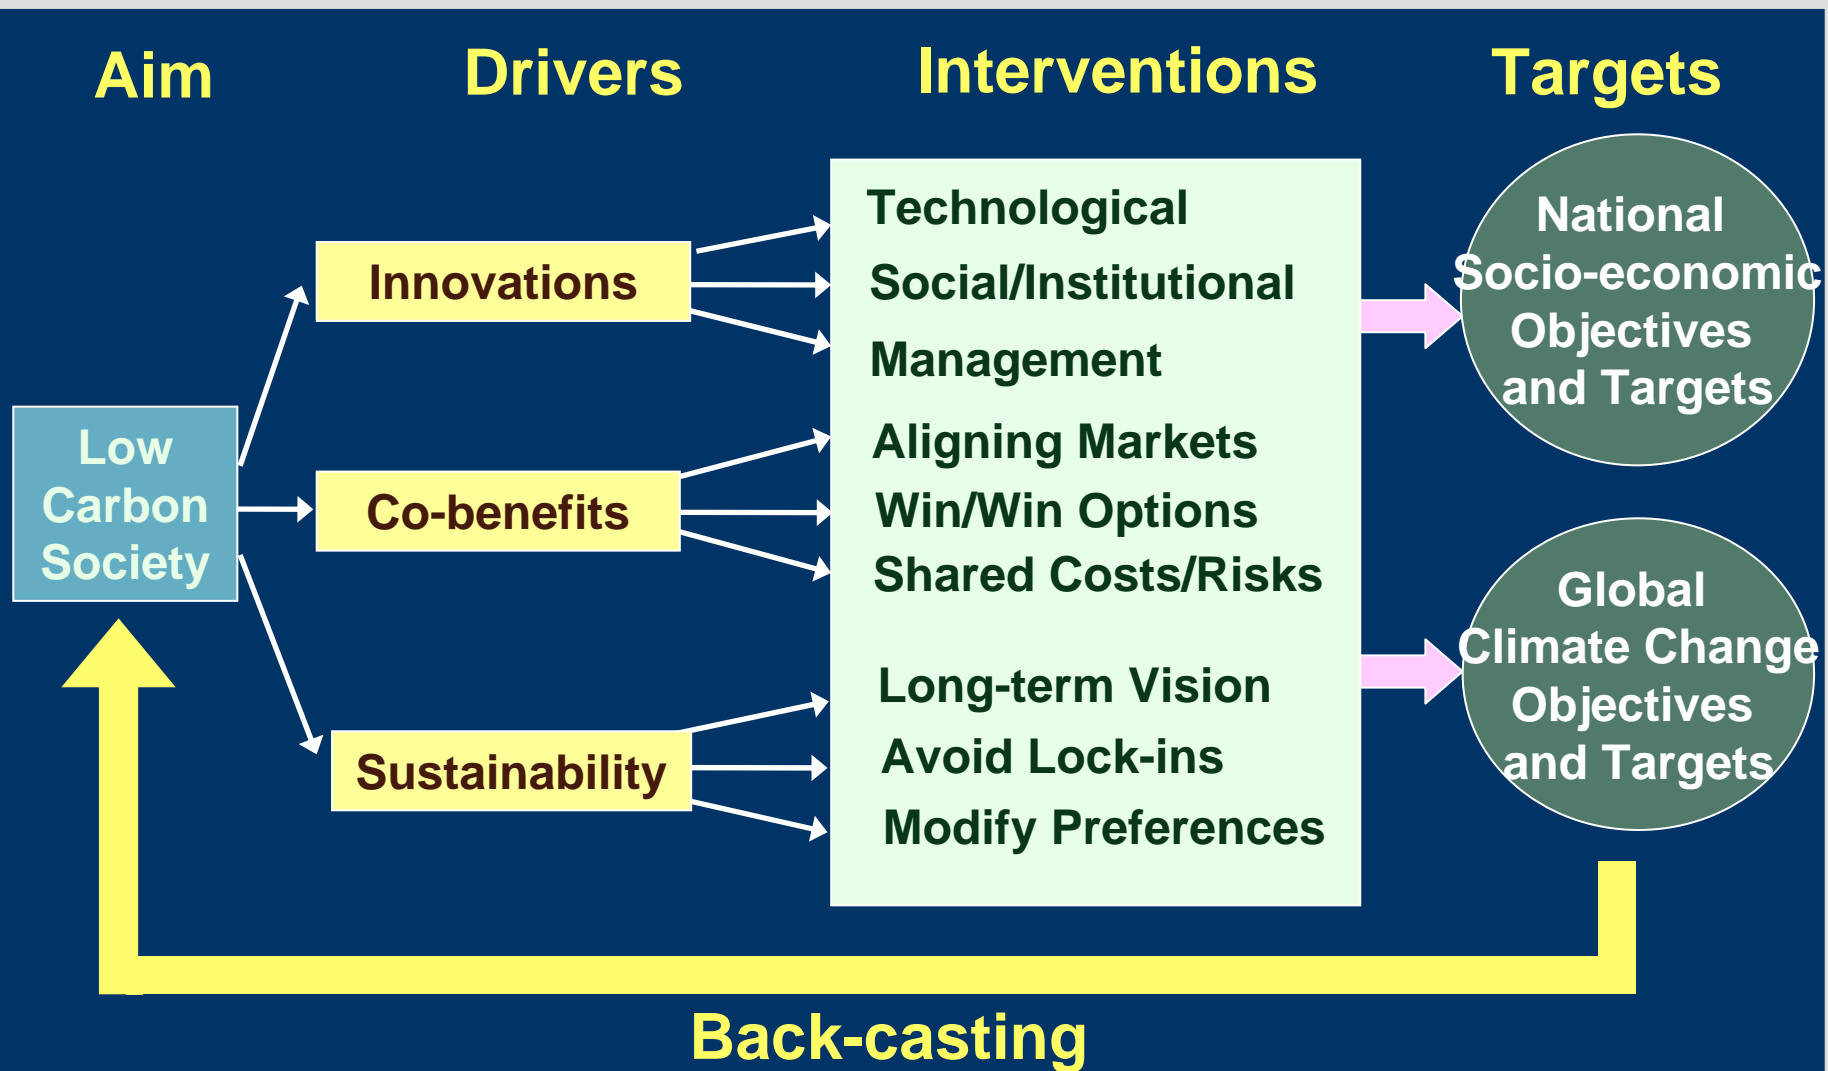 Aim
Drivers
Interventions
Targets
Low
Carbon
Society
Innovations
Co-benefits
Sustainability
Technological
Social/Institutional
Management
Aligning Markets
Win/Win Options
Shared Costs/Risks
Long-term Vision
Avoid Lock-ins
Modify Preferences
National
Socio-economic
Objectives
and Targets
Global
Climate Change
Objectives
and Targets
Back-casting